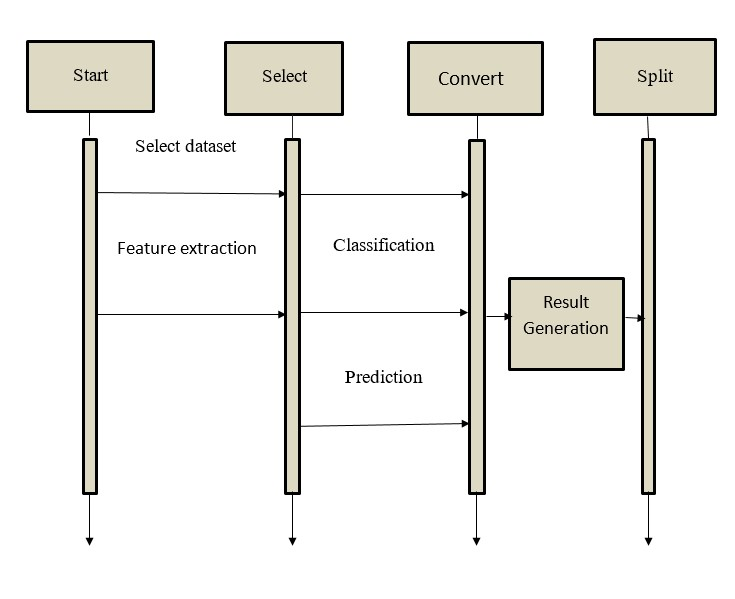 Start
Select
Convert
Split
Select dataset
Feature extraction
Classification
Result
Generation
Prediction